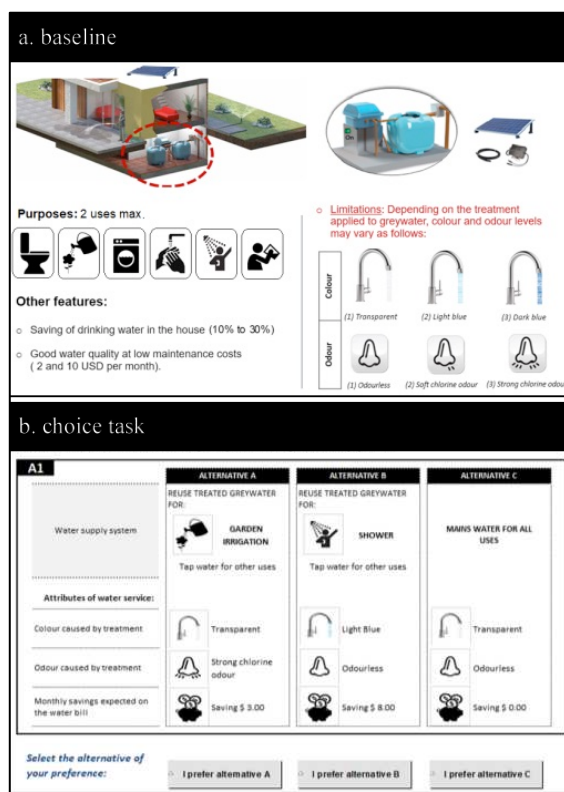 a. baseline
Purposes: 2 uses max.
Other features:
○ Saving of drinking water in the house (10% to 30%)
○ Good water quality at low maintenance costs
( 2 and 10 USD per month).
○ Limitations: Depending on the treatment
applied to greywater, colour and odour levels
may vary as follows:
Colour
(1) Transparent (2) Light blue (3) Dark blue
Odour
(1) Odourless (2) Soft chlorine odour (3) Strong chlorine odour
b. choice task
A1
ALTERNATIVE A ALTERNATIVE B ALTERNATIVE C
Water supply system
REUSE TREATED GREYWATER
FOR:
GARDEN
IRRIGATION
Tap water for other uses
REUSE TREATED GREYWATER
FOR:
SHOWER
Tap water for other uses
MAINS WATER FOR ALL
USES
Attributes of water service:
Colour caused by treatment Transparent Light Blue Transparent
Odour caused by treatment Strong chlorine
odour Odourless Odourless
Monthly savings expected on
the water bill Saving $ 3.00 Saving $ 8.00 Saving $ 0.00
Select the alternative of
your preference:
I prefer alternative A I prefer alternative B I prefer alternative C